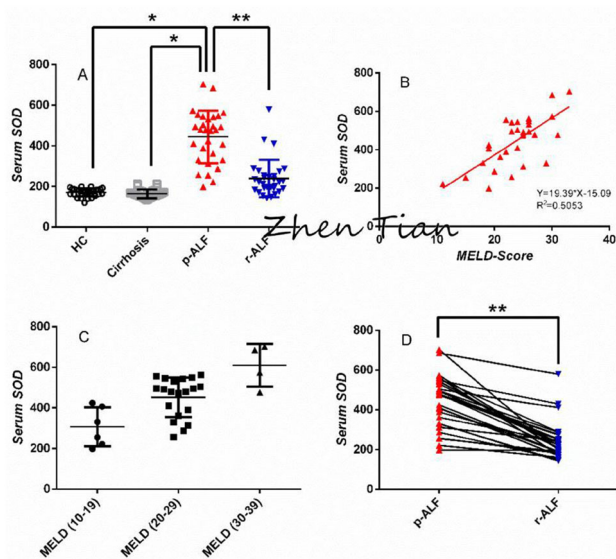 A
*
**
*
Serum SOD
800
600
400
200
0
HC
Cirrhosis
p-ALF
r-ALF
B
Serum SOD
800
600
400
200
0
0
10
20
30
40
MELD-Score
Y=19.39*X-15.09
R²=0.5053
Zhen Tian
C
Serum SOD
800
600
400
200
0
MELD (10-19)
MELD (20-29)
MELD (30-39)
D
**
Serum SOD
800
600
400
200
0
p-ALF
r-ALF